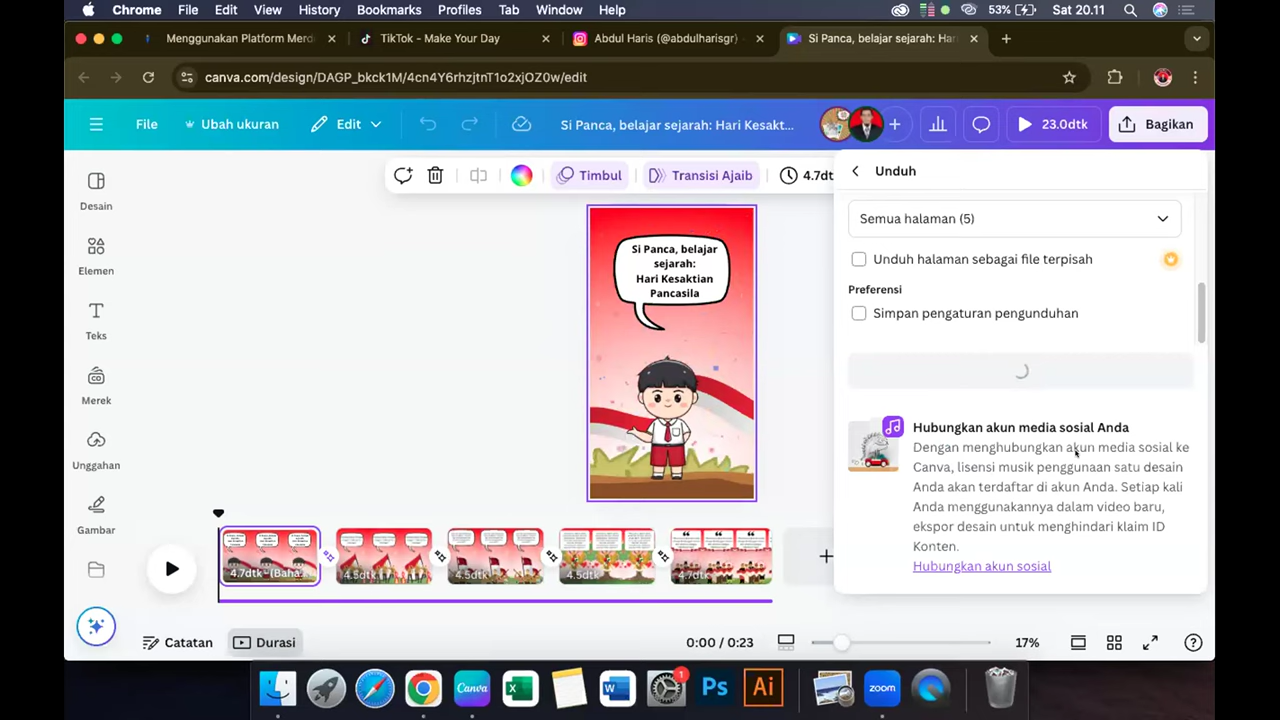 Chrome File Edit View History Bookmarks Profiles Tab Window Help 53% Sat 20.11
Menggunakan Platform Merd
TikTok - Make Your Day
Abdul Haris (@abdulharisgr)
Si Panca, belajar sejarah: Har
canva.com/design/DAGP_bkck1M/4cn4Y6rhzjtnT1o2xjOZ0w/edit
File Ubah ukuran Edit Si Panca, belajar sejarah: Hari Kesakt... 23.0dtk Bagikan
Timbul Transisi Ajaib 4.7dt
Desain
Elemen
Teks
Merek
Unggahan
Gambar
Si Panca, belajar
sejarah:
Hari Kesaktian
Pancasila
Unduh
Semua halaman (5)
Unduh halaman sebagai file terpisah
Preferensi
Simpan pengaturan pengunduhan
Hubungkan akun media sosial Anda
Dengan menghubungkan akun media sosial ke
Canva, lisensi musik penggunaan satu desain
Anda akan terdaftar di akun Anda. Setiap kali
Anda menggunakannya dalam video baru,
ekspor desain untuk menghindari klaim ID
Konten.
Hubungkan akun sosial
4.7dtk 4.5dtk 4.5dtk 4.5dtk 4.7dtk
Catatan Durasi 0:00 / 0:23 17%
Canva zoom Ps Ai 1